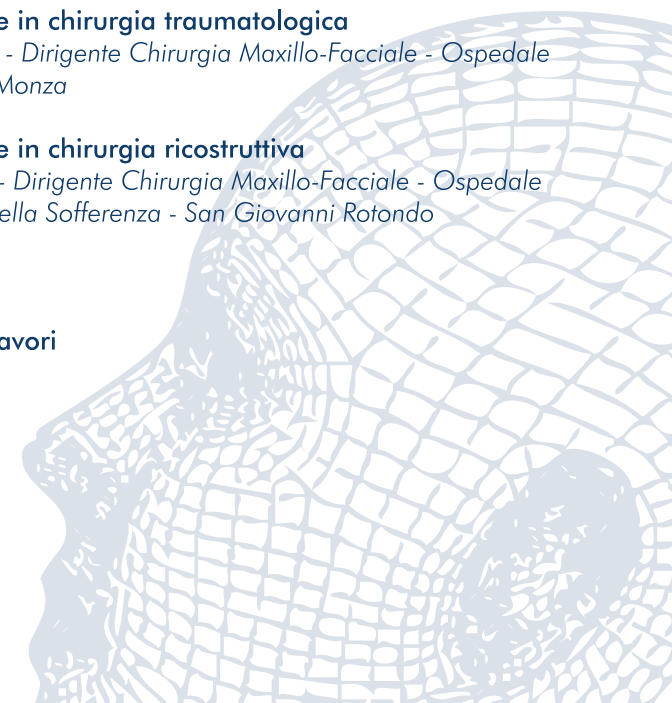 e in chirurgia traumatologica
- Dirigente Chirurgia Maxillo-Facciale - Ospedale
Monza
e in chirurgia ricostruttiva
- Dirigente Chirurgia Maxillo-Facciale - Ospedale
ella Sofferenza - San Giovanni Rotondo
avori